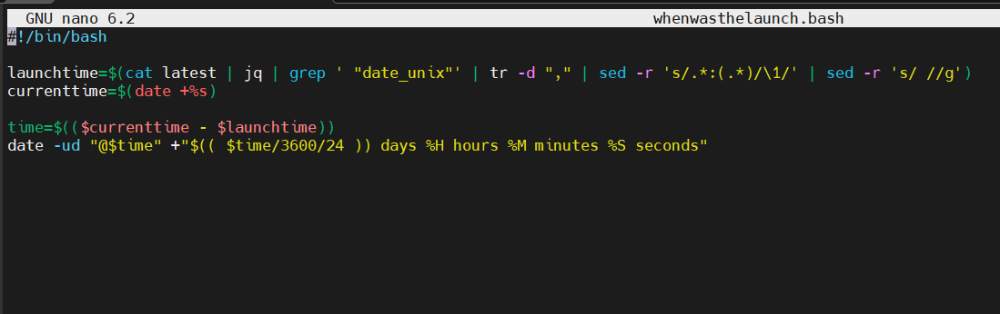 GNU nano 6.2 whenwasthelaunch.bash
#!/bin/bash
launchtime=$(cat latest | jq | grep ' "date_unix"' | tr -d "," | sed -r 's/.*:(.*)/\1/' | sed -r 's/ //g')
currenttime=$(date +%s)
time=$(($currenttime - $launchtime))
date -ud "@$time" +"$(( $time/3600/24 )) days %H hours %M minutes %S seconds"